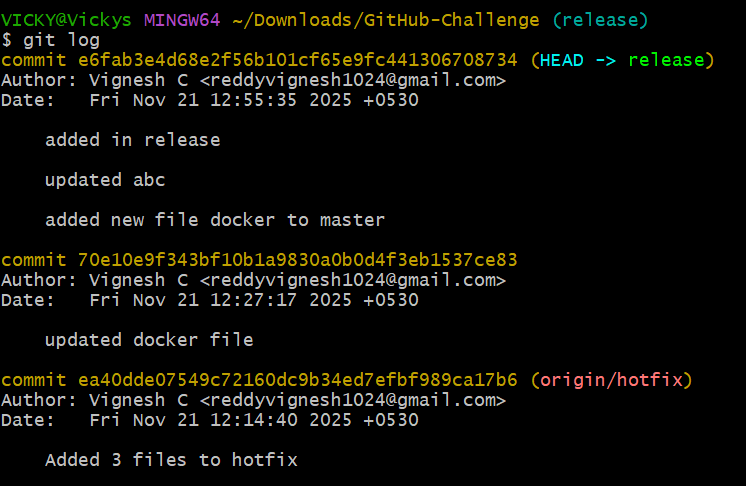 VICKY@Vickys MINGW64 ~/Downloads/GitHub-Challenge (release)
$ git log
commit e6fab3e4d68e2f56b101cf65e9fc441306708734 (HEAD -> release)
Author: Vignesh C <reddyvignesh1024@gmail.com>
Date:   Fri Nov 21 12:55:35 2025 +0530
added in release
updated abc
added new file docker to master
commit 70e10e9f343bf10b1a9830a0b0d4f3eb1537ce83
Author: Vignesh C <reddyvignesh1024@gmail.com>
Date:   Fri Nov 21 12:27:17 2025 +0530
updated docker file
commit ea40dde07549c72160dc9b34ed7efbf989ca17b6 (origin/hotfix)
Author: Vignesh C <reddyvignesh1024@gmail.com>
Date:   Fri Nov 21 12:14:40 2025 +0530
Added 3 files to hotfix